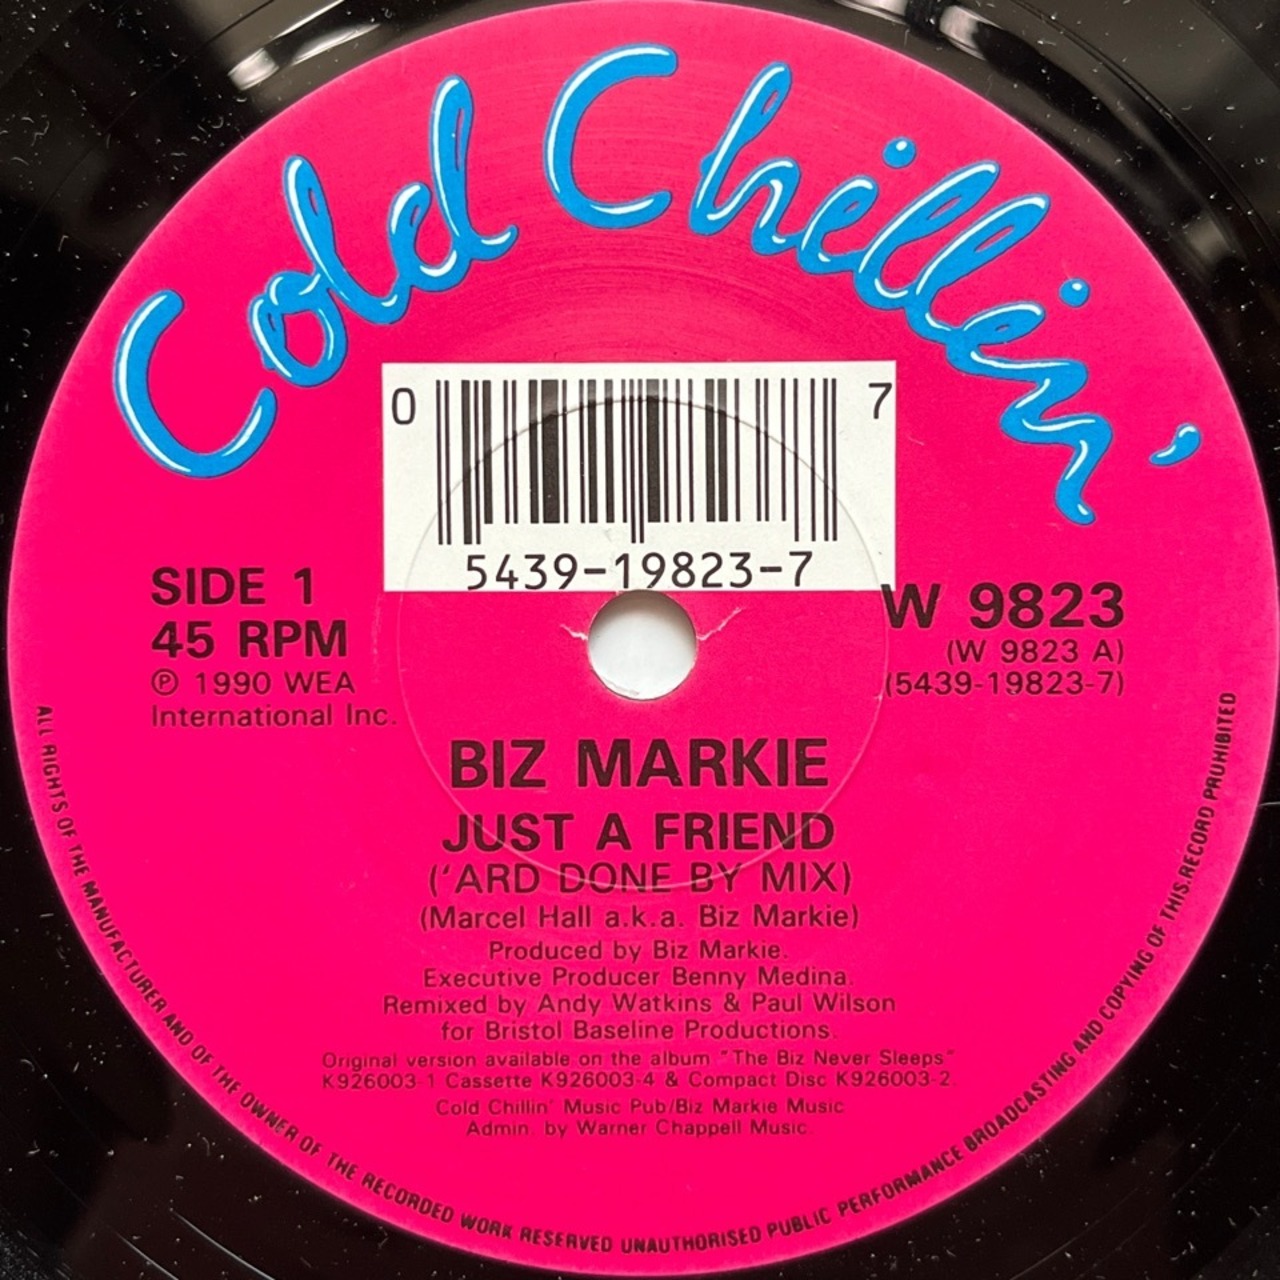 Cold Chillin'
0 7
5439-19823-7
SIDE 1
45 RPM
℗ 1990 WEA
International Inc.
W 9823
(W 9823 A)
(5439-19823-7)
BIZ MARKIE
JUST A FRIEND
('ARD DONE BY MIX)
(Marcel Hall a.k.a. Biz Markie)
Produced by Biz Markie.
Executive Producer Benny Medina.
Remixed by Andy Watkins & Paul Wilson
for Bristol Baseline Productions.
Original version available on the album "The Biz Never Sleeps"
K926003-1 Cassette K926003-4 & Compact Disc K926003-2.
Cold Chillin' Music Pub/Biz Markie Music
Admin. by Warner Chappell Music.
ALL RIGHTS OF THE MANUFACTURER AND OF THE OWNER OF THE RECORDED WORK RESERVED UNAUTHORISED PUBLIC PERFORMANCE BROADCASTING AND COPYING OF THIS RECORD PROHIBITED